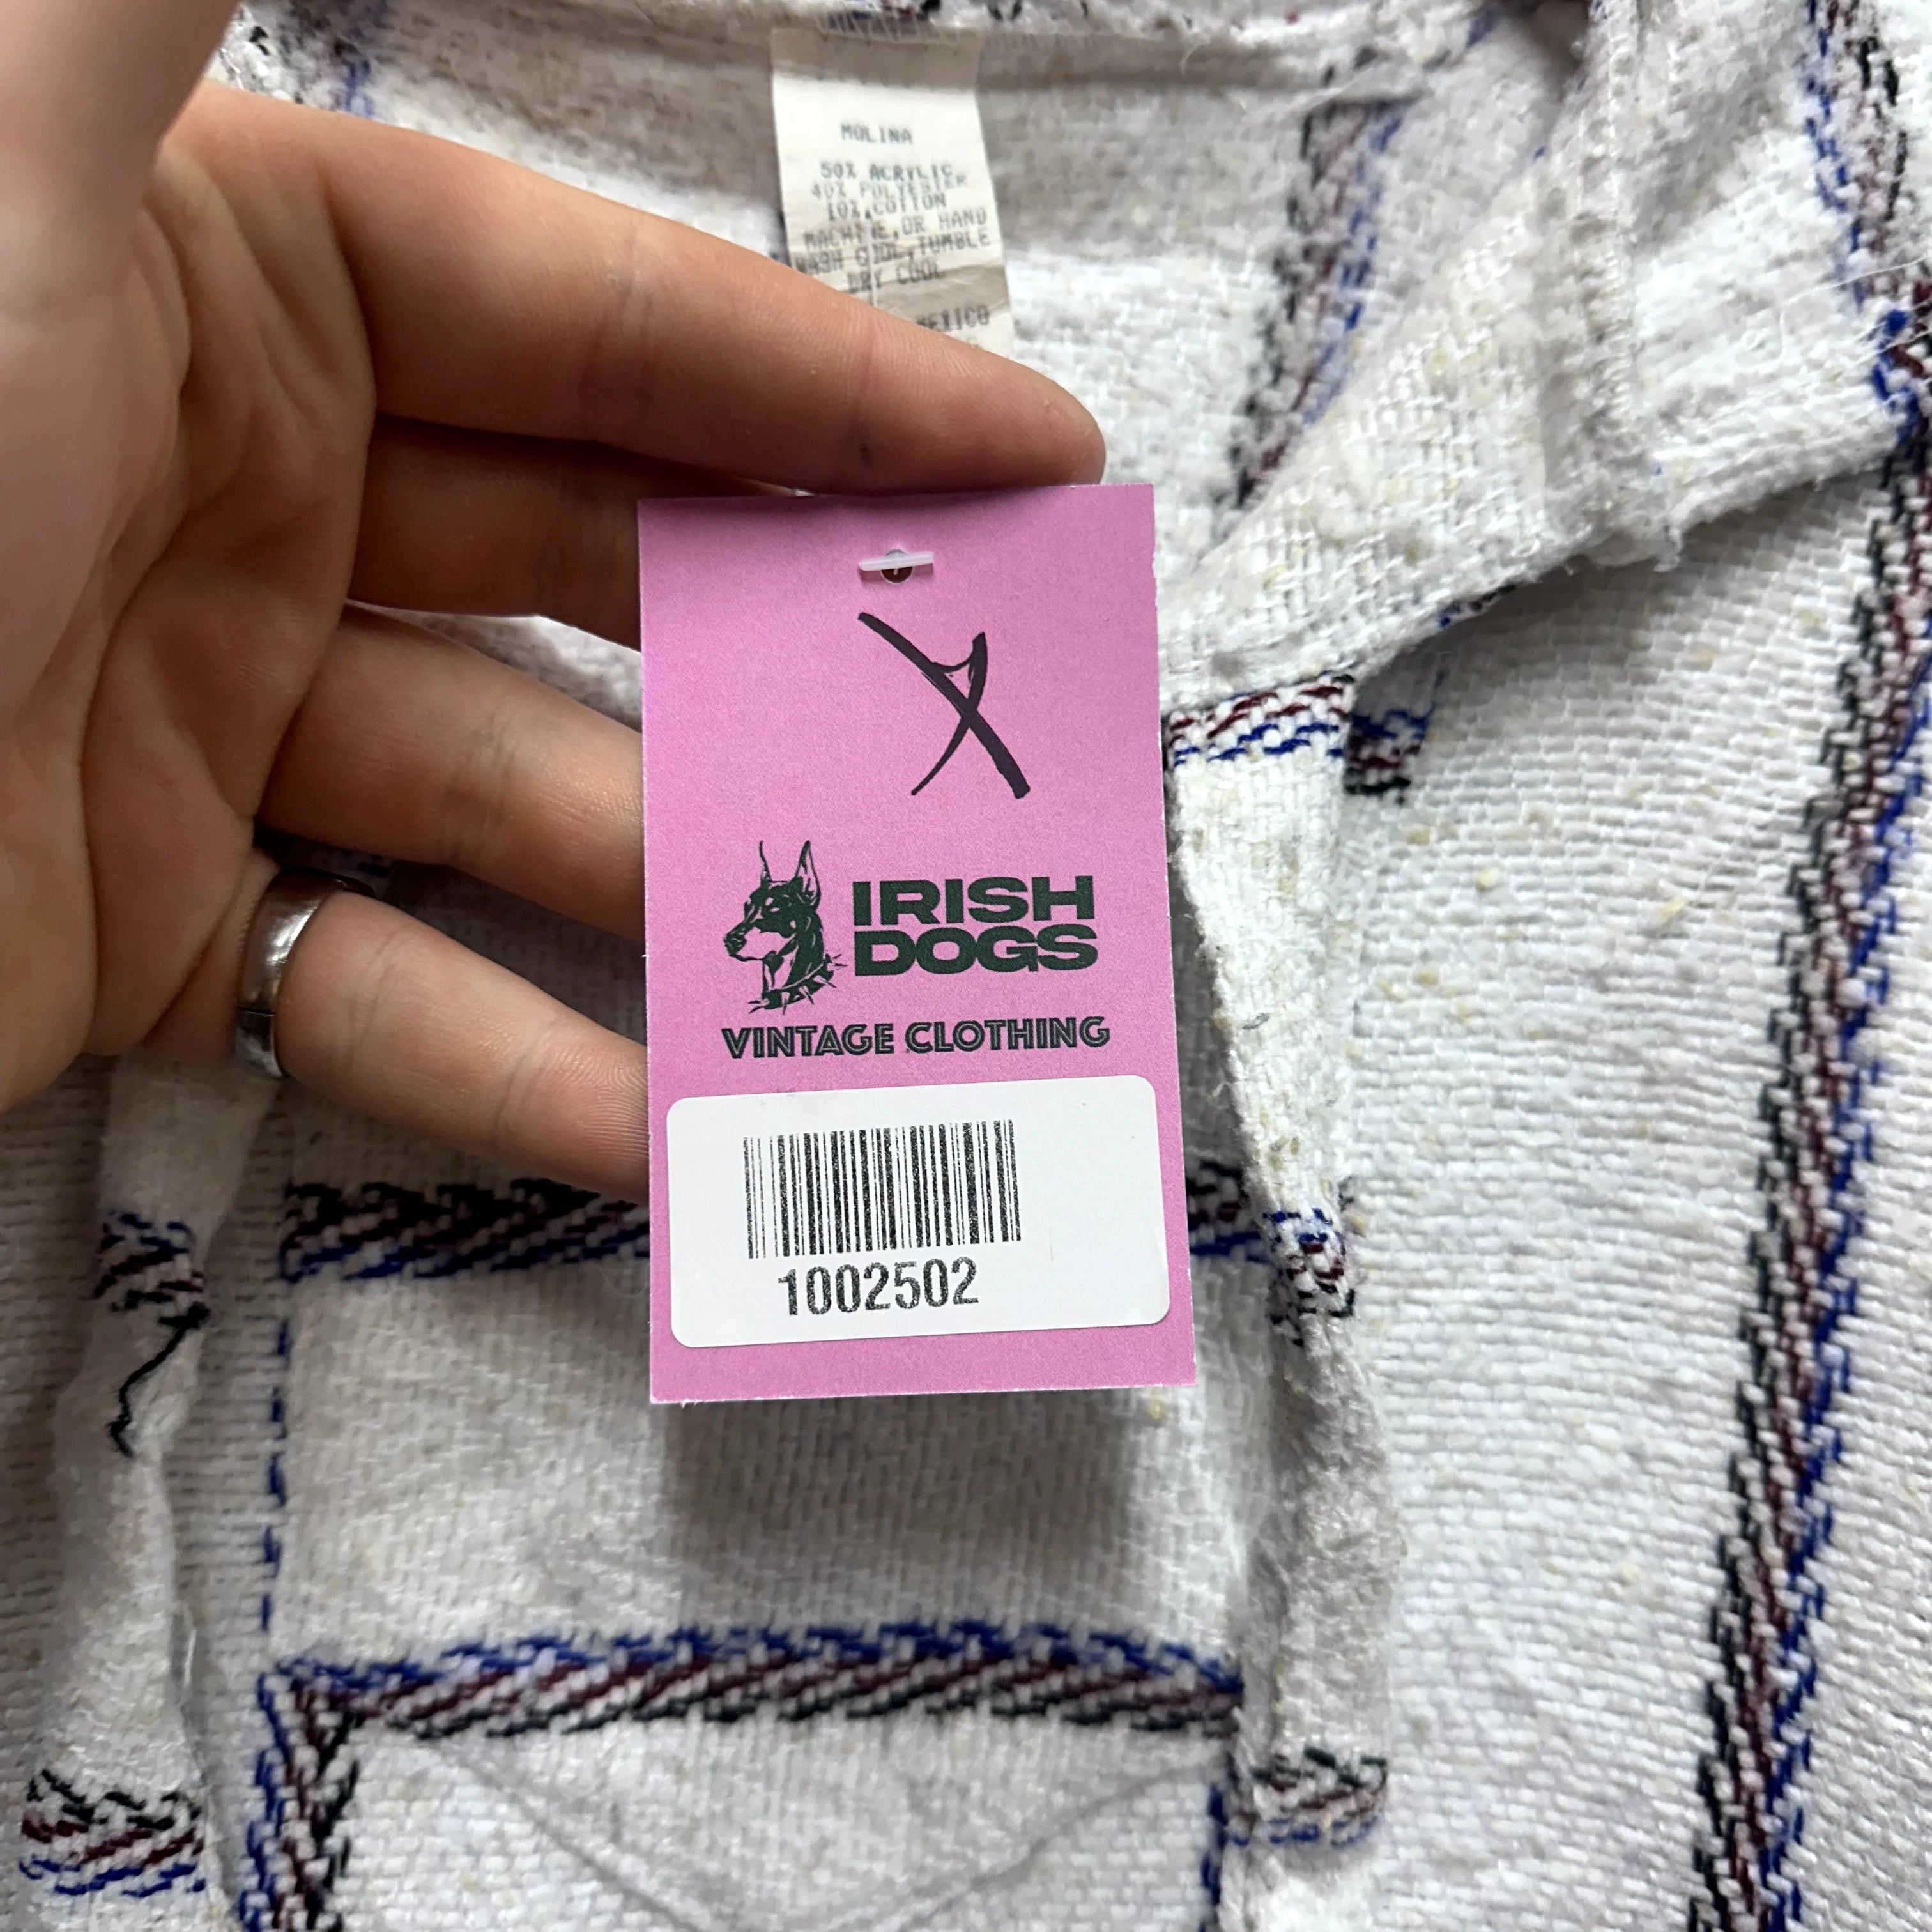 MOLINA
50% ACRYLIC
40% POLYESTER
10% COTTON
MACHINE, OR HAND
WASH COOL, TUMBLE
DRY COOL
MEXICO
X
IRISH
DOGS
VINTAGE CLOTHING
1002502